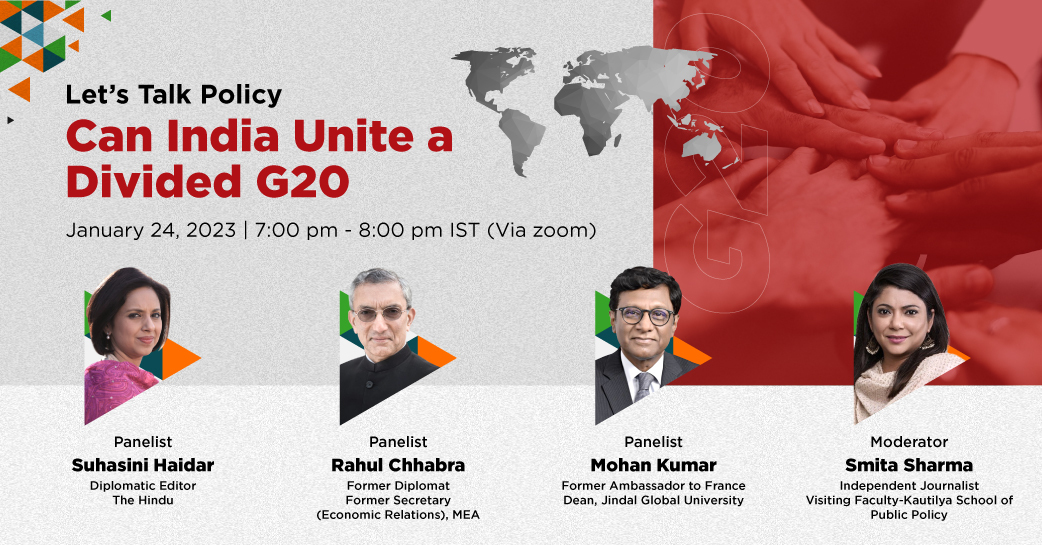 Let's Talk Policy
Can India Unite a
Divided G20
January 24, 2023 | 7:00 pm - 8:00 pm IST (Via zoom)
G20
Panelist
Suhasini Haidar
Diplomatic Editor
The Hindu
Panelist
Rahul Chhabra
Former Diplomat
Former Secretary
(Economic Relations), MEA
Panelist
Mohan Kumar
Former Ambassador to France
Dean, Jindal Global University
Moderator
Smita Sharma
Independent Journalist
Visiting Faculty-Kautilya School of
Public Policy